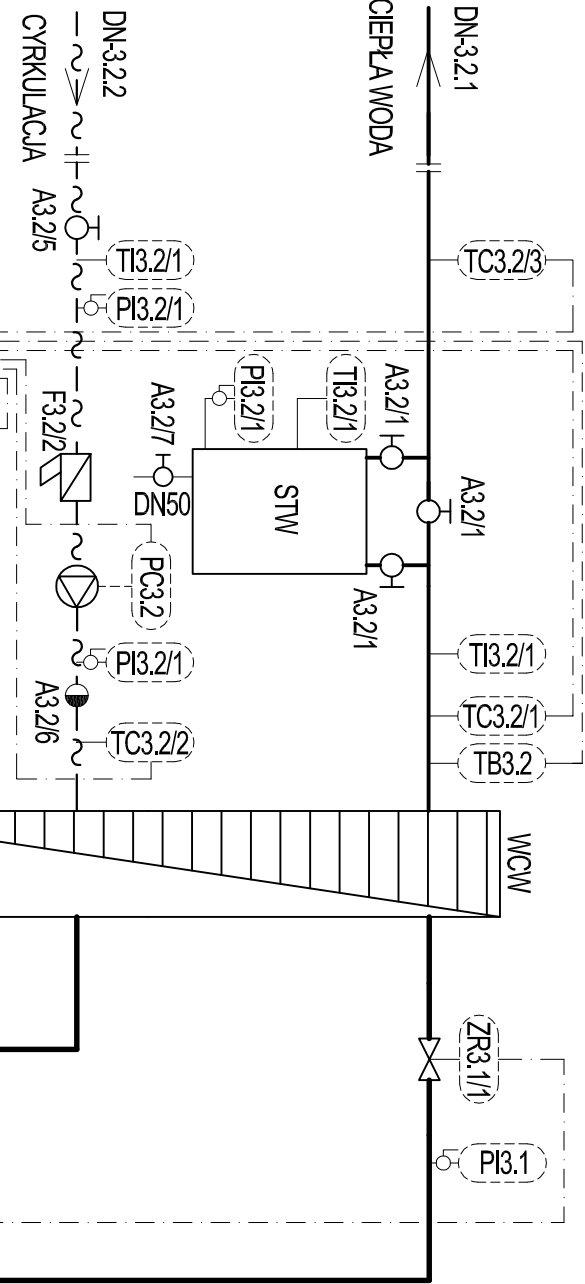 DN-3.2.1
CIEPŁA WODA
TC3.2/3
A3.2/1
A3.2/1
A3.2/1
TI3.2/1
TC3.2/1
TB3.2
WCW
ZR3.1/1
PI3.1
TI3.2/1
PI3.2/1
STW
A3.2/7
DN50
DN-3.2.2
CYRKULACJA
A3.2/5
TI3.2/1
PI3.2/1
F3.2/2
PC3.2
PI3.2/1
A3.2/6
TC3.2/2